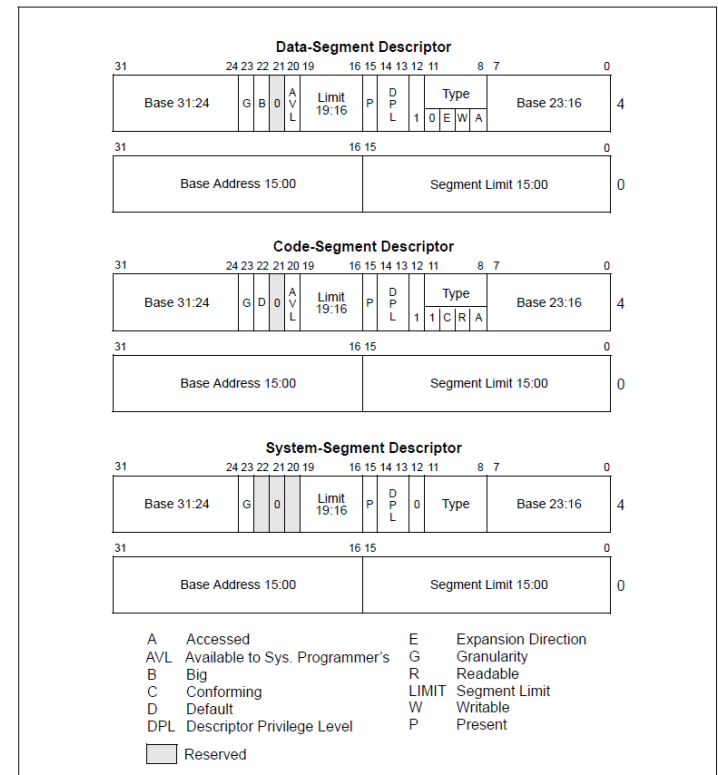 Data-Segment Descriptor
31 24 23 22 21 20 19 16 15 14 13 12 11 8 7 0
Base 31:24 G B 0 A V L Limit 19:16 P D P L 1 Type 0 E W A Base 23:16 4
31 16 15 0
Base Address 15:00 Segment Limit 15:00 0
Code-Segment Descriptor
31 24 23 22 21 20 19 16 15 14 13 12 11 8 7 0
Base 31:24 G D 0 A V L Limit 19:16 P D P L 1 Type 1 C R A Base 23:16 4
31 16 15 0
Base Address 15:00 Segment Limit 15:00 0
System-Segment Descriptor
31 24 23 22 21 20 19 16 15 14 13 12 11 8 7 0
Base 31:24 G 0 Limit 19:16 P D P L 0 Type Base 23:16 4
31 16 15 0
Base Address 15:00 Segment Limit 15:00 0
A Accessed E Expansion Direction
AVL Available to Sys. Programmer's G Granularity
B Big R Readable
C Conforming LIMIT Segment Limit
D Default W Writable
DPL Descriptor Privilege Level P Present
Reserved